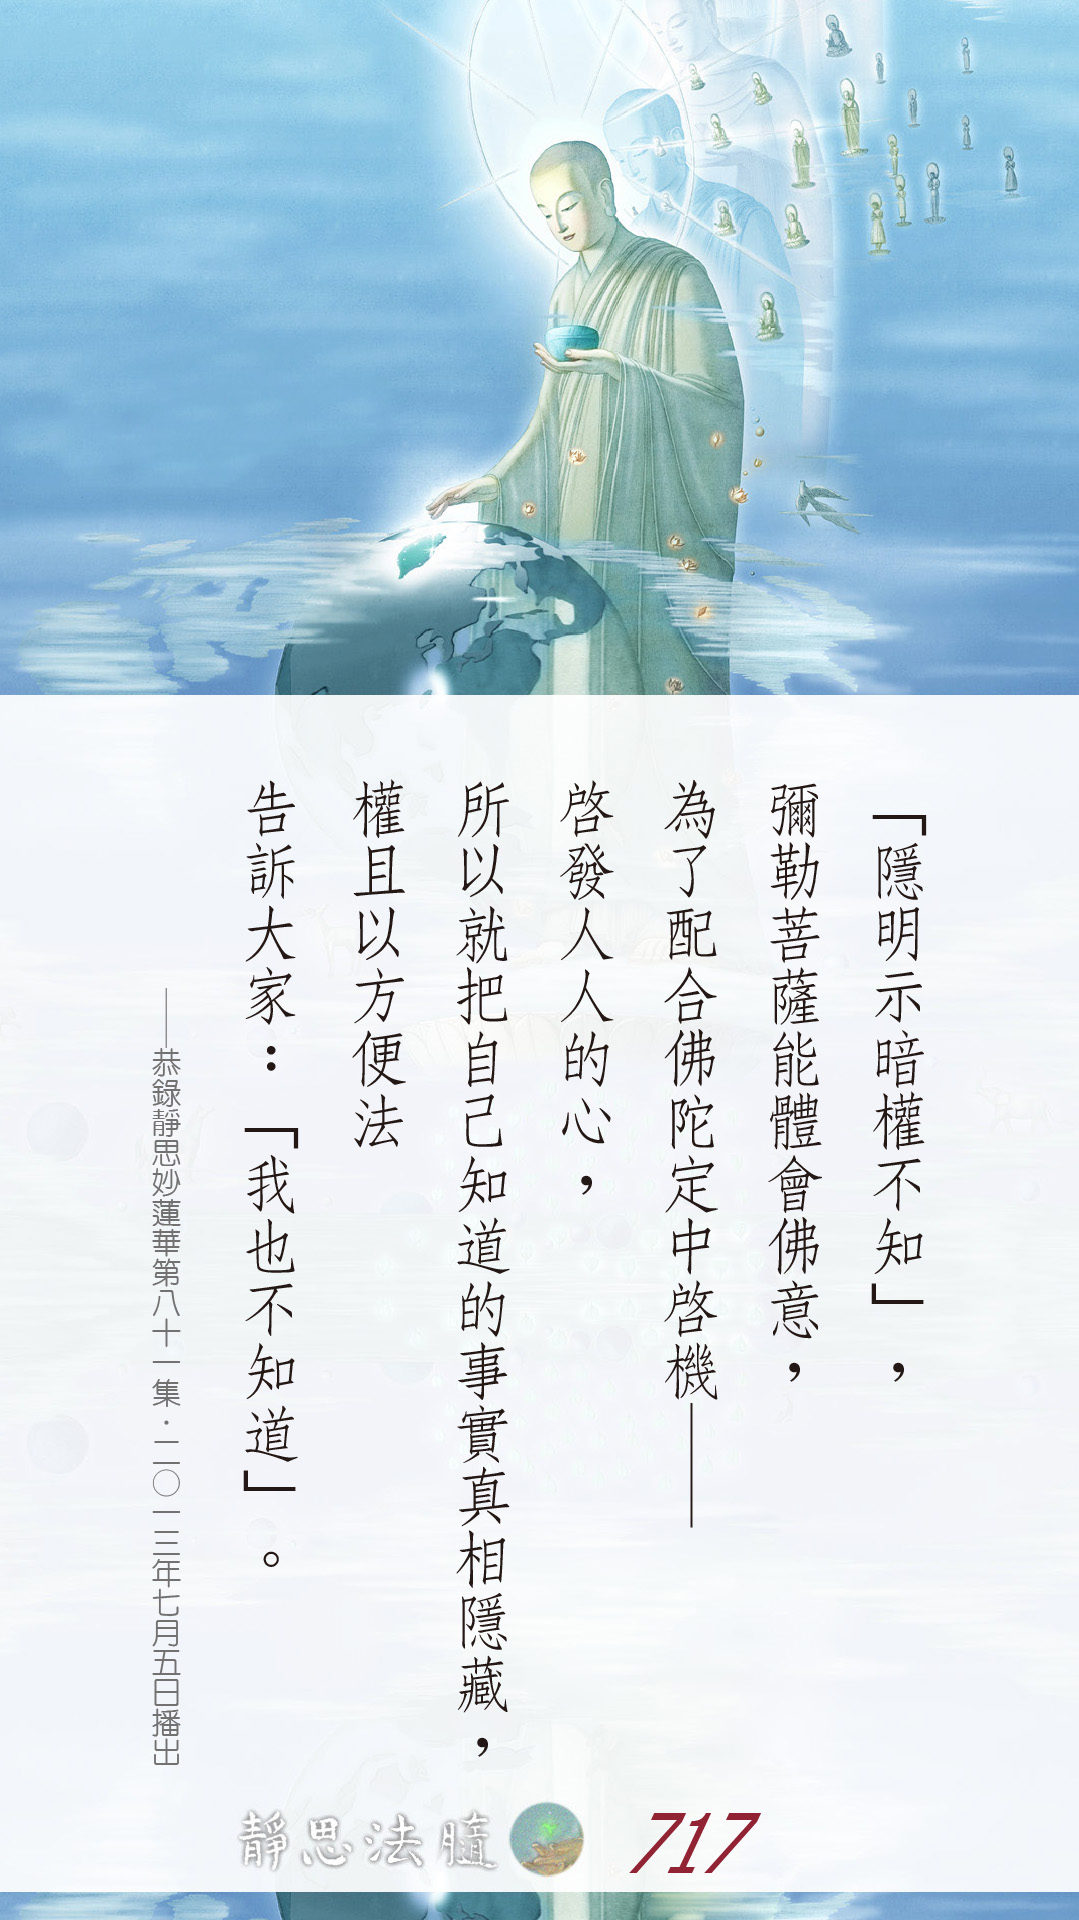 「隱明示暗權不知」，
彌勒菩薩能體會佛意，
為了配合佛陀定中啓機——
啓發人人的心，
所以就把自己知道的事實真相隱藏，
權且以方便法
告訴大家：「我也不知道」。
——恭錄靜思妙蓮華第八十一集·二〇一三年七月五日播出
靜思法髓
717